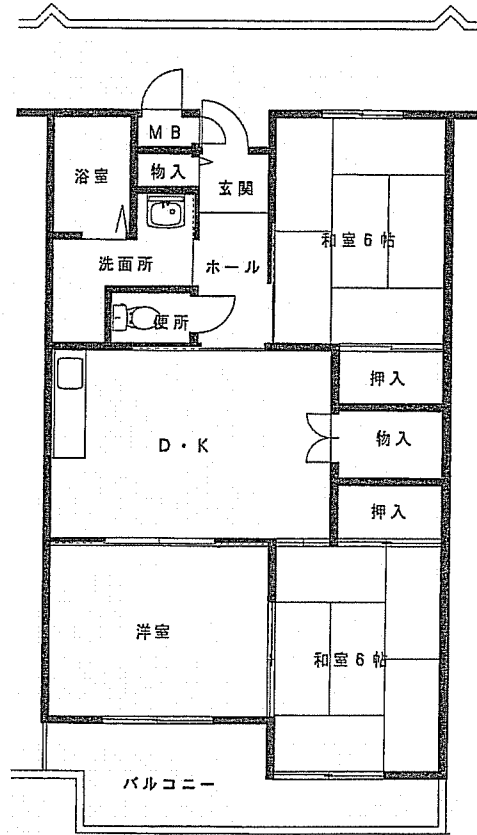 MB
物入
浴室
玄関
和室6帖
洗面所
ホール
便所
押入
D・K
物入
押入
洋室
和室6帖
バルコニー